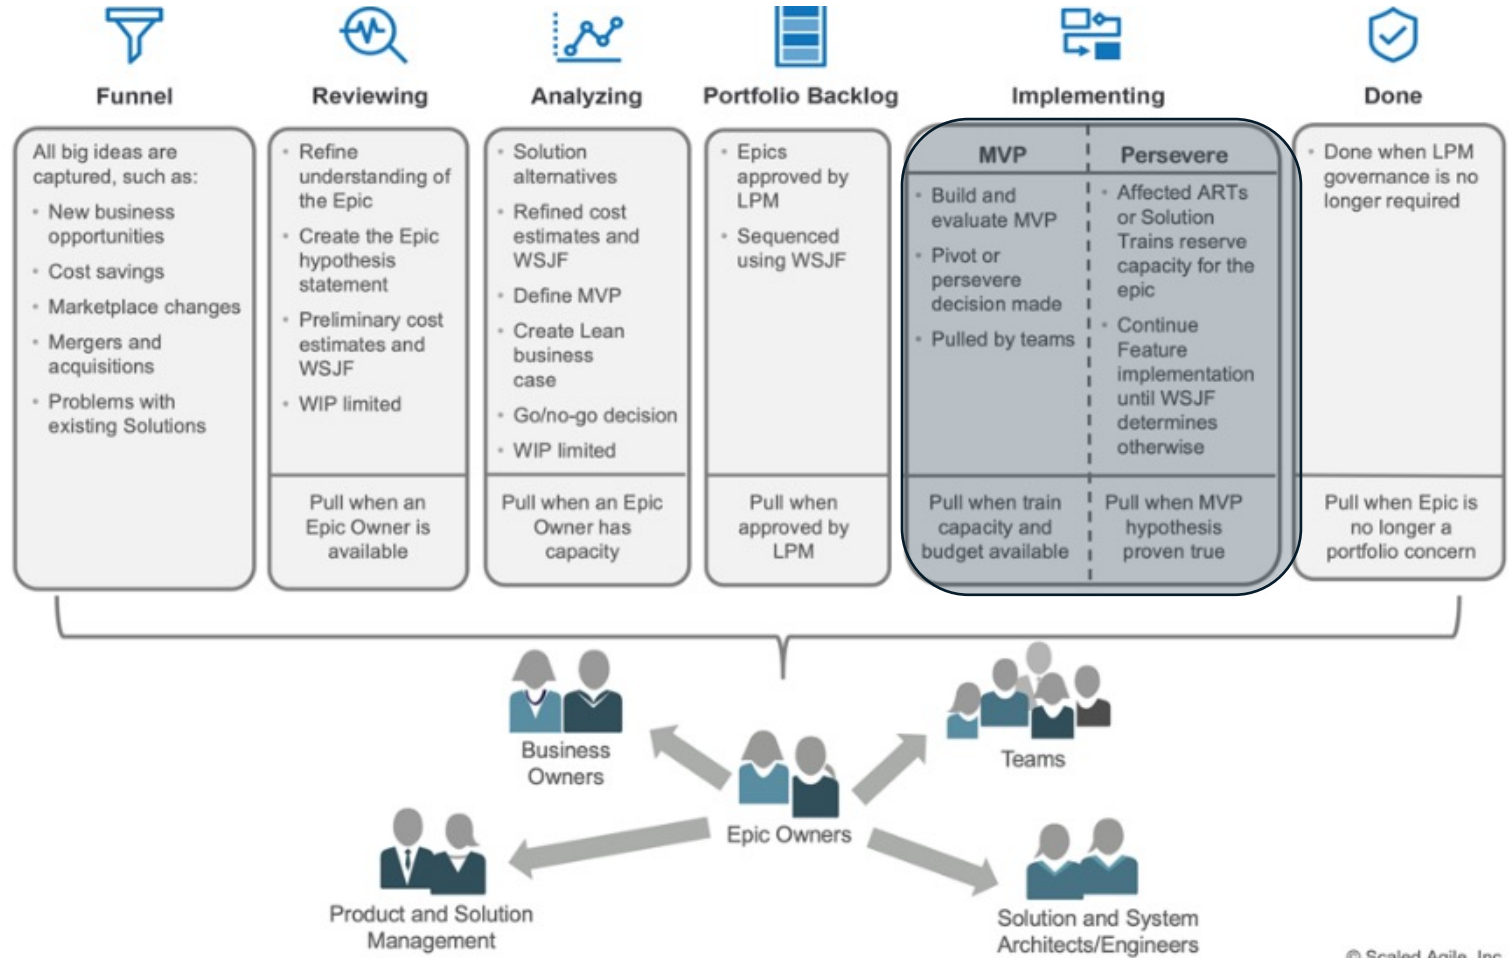 Funnel
All big ideas are
captured, such as:
• New business
opportunities
• Cost savings
• Marketplace changes
• Mergers and
acquisitions
• Problems with
existing Solutions
Reviewing
• Refine
understanding of
the Epic
• Create the Epic
hypothesis
statement
• Preliminary cost
estimates and
WSJF
• WIP limited
Pull when an
Epic Owner is
available
Analyzing
• Solution
alternatives
• Refined cost
estimates and
WSJF
• Define MVP
• Create Lean
business
case
• Go/no-go decision
• WIP limited
Pull when an Epic
Owner has
capacity
Portfolio Backlog
• Epics
approved by
LPM
• Sequenced
using WSJF
Pull when
approved by
LPM
Implementing
MVP
• Build and
evaluate MVP
• Pivot or
persevere
decision made
• Pulled by teams
Pull when train
capacity and
budget available
Persevere
• Affected ARTs
or Solution
Trains reserve
capacity for the
epic
• Continue
Feature
implementation
until WSJF
determines
otherwise
Pull when MVP
hypothesis
proven true
Done
• Done when LPM
governance is no
longer required
Pull when Epic is
no longer a
portfolio concern
Business
Owners
Teams
Epic Owners
Product and Solution
Management
Solution and System
Architects/Engineers
© Scaled Agile, Inc